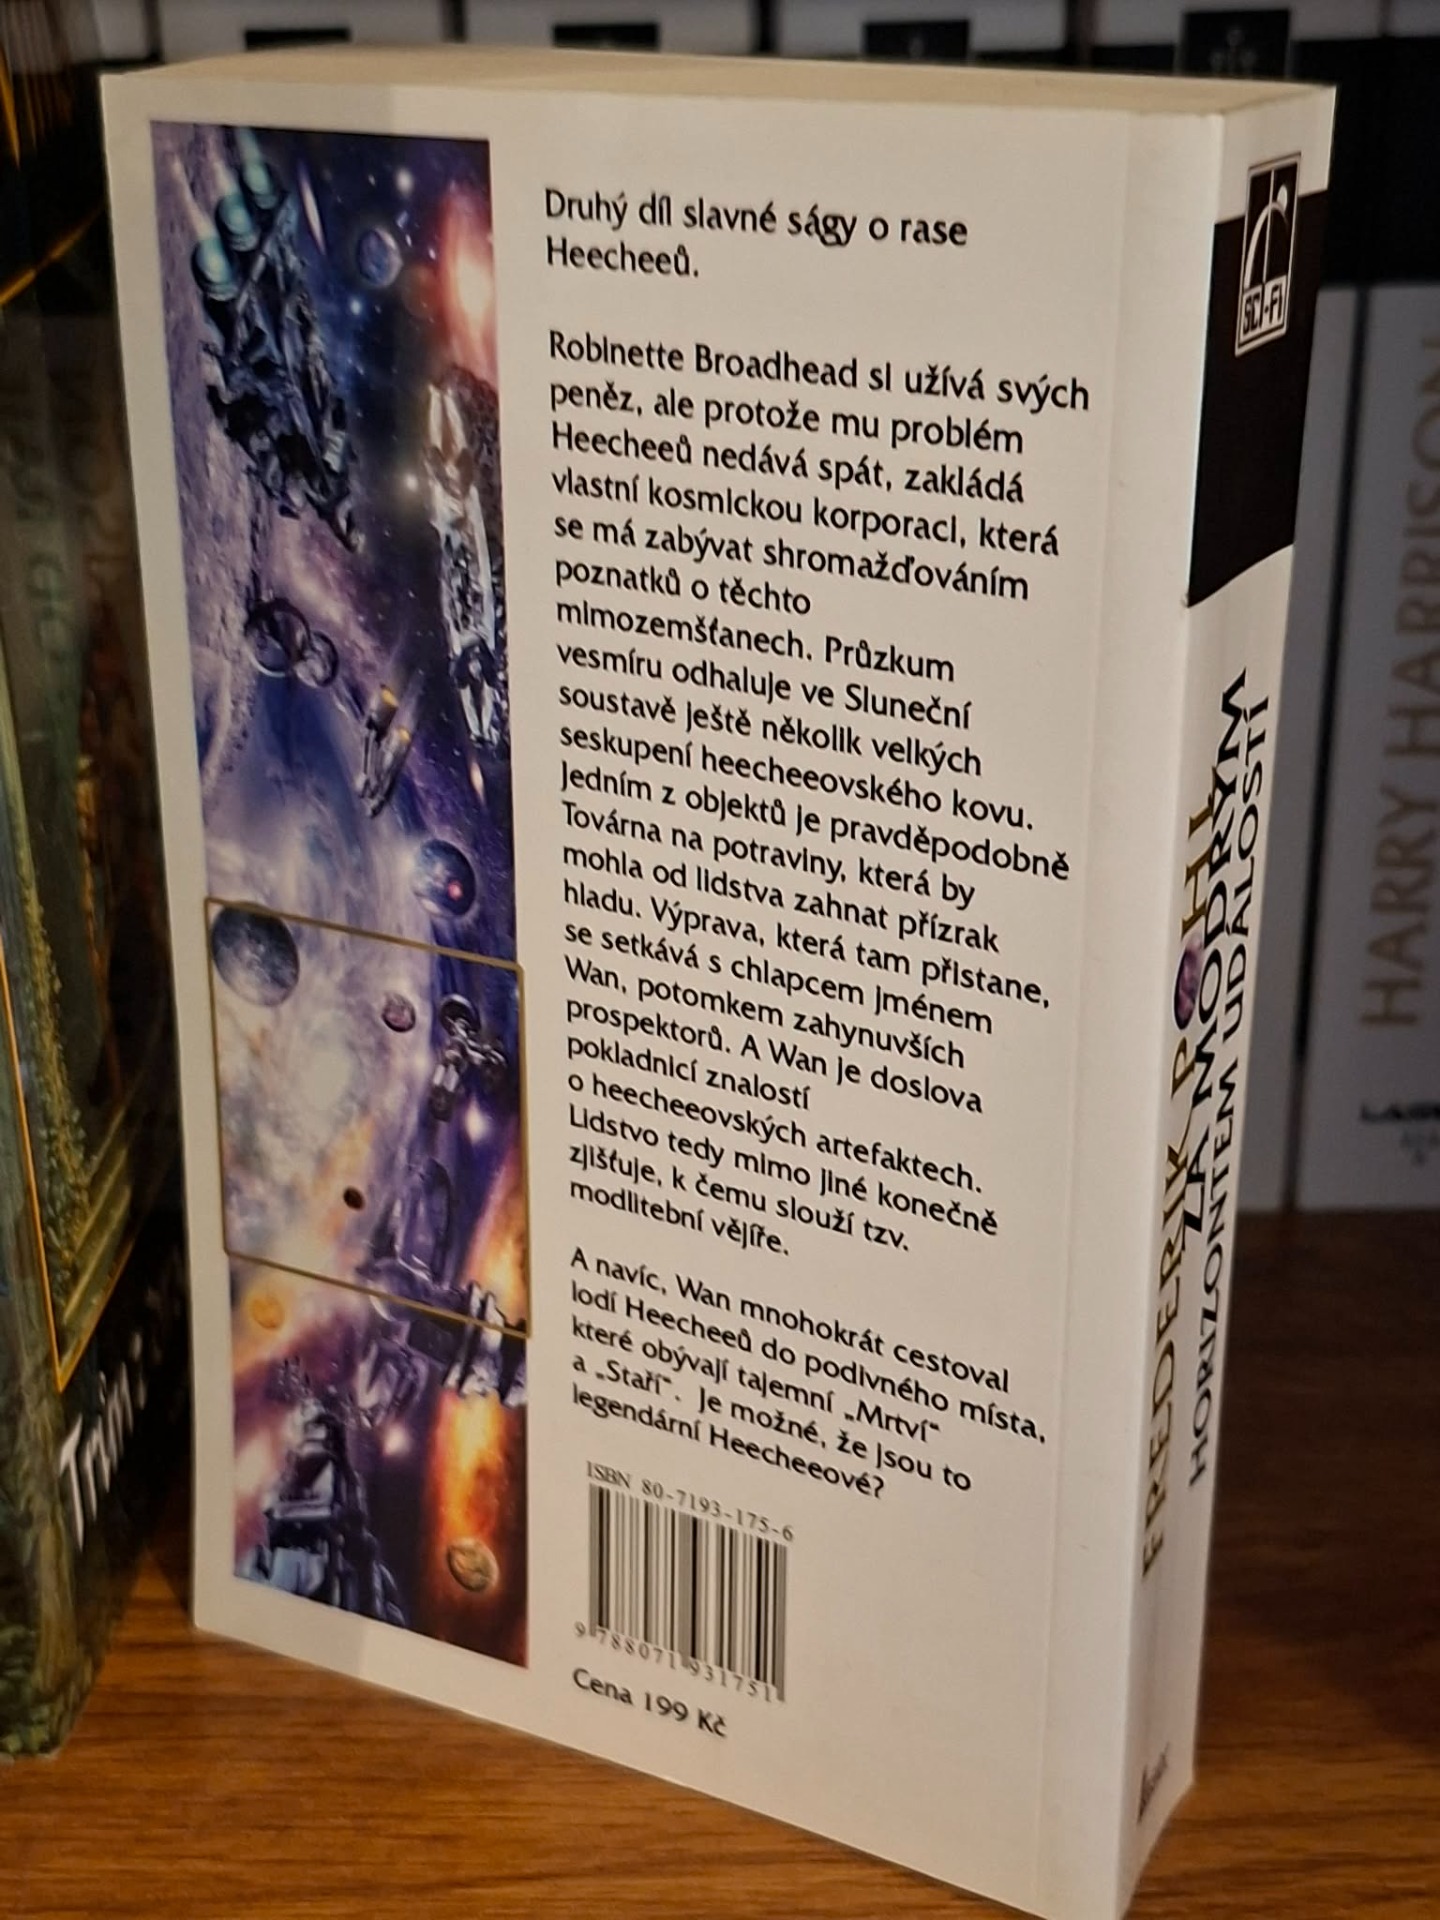 Druhý díl slavné ságy o rase
Heecheeů.
Robinette Broadhead si užívá svých
peněz, ale protože mu problém
Heecheeů nedává spát, zakládá
vlastní kosmickou korporaci, která
se má zabývat shromažďováním
poznatků o těchto
mimozemšťanech. Průzkum
vesmíru odhaluje ve Sluneční
soustavě ještě několik velkých
seskupení heecheeovského kovu.
Jedním z objektů je pravděpodobně
Továrna na potraviny, která by
mohla od lidstva zahnat přízrak
hladu. Výprava, která tam přistane,
se setkává s chlapcem jménem
Wan, potomkem zahynuvších
prospektorů. A Wan je doslova
pokladnicí znalostí
o heecheeovských artefaktech.
Lidstvo tedy mimo jiné konečně
zjišťuje, k čemu slouží tzv.
modlitební vějíře.
A navíc, Wan mnohokrát cestoval
lodí Heecheeů do podivného místa,
které obývají tajemní „Mrtví“
a „Staří“. Je možné, že jsou to
legendární Heecheeové?
ISBN 80-7193-175-6
9 788071 931751
Cena 199 Kč
SCI-FI
FREDERIK POHL
ZA MODRÝM
HORIZONTEM UDÁLOSTÍ
HARRY HARRISON